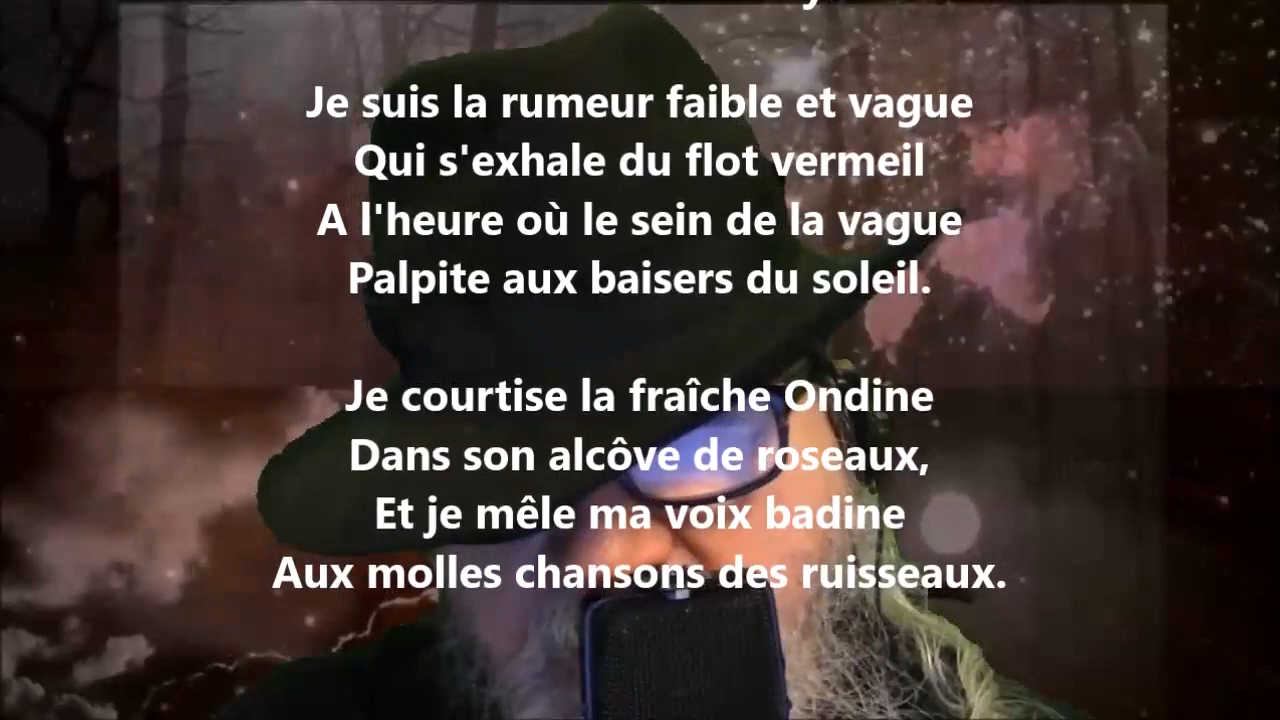 Je suis la rumeur faible et vague
Qui s'exhale du flot vermeil
A l'heure où le sein de la vague
Palpite aux baisers du soleil.
Je courtise la fraîche Ondine
Dans son alcôve de roseaux,
Et je mêle ma voix badine
Aux molles chansons des ruisseaux.